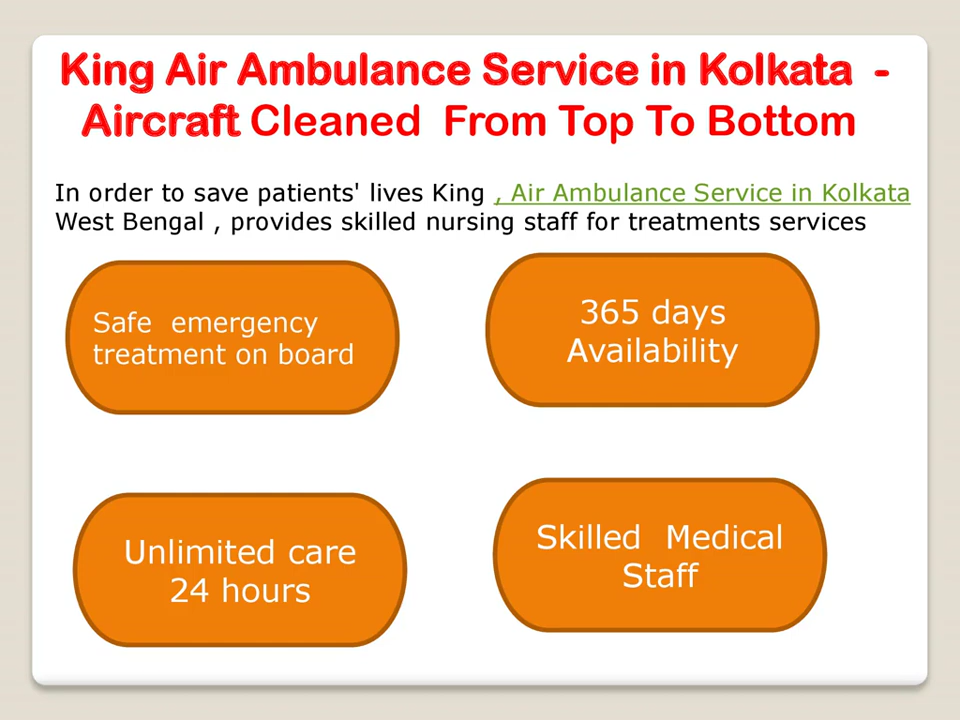 King Air Ambulance Service in Kolkata -
Aircraft Cleaned From Top To Bottom
In order to save patients' lives King , Air Ambulance Service in Kolkata
West Bengal , provides skilled nursing staff for treatments services
Safe emergency
treatment on board
365 days
Availability
Unlimited care
24 hours
Skilled Medical
Staff